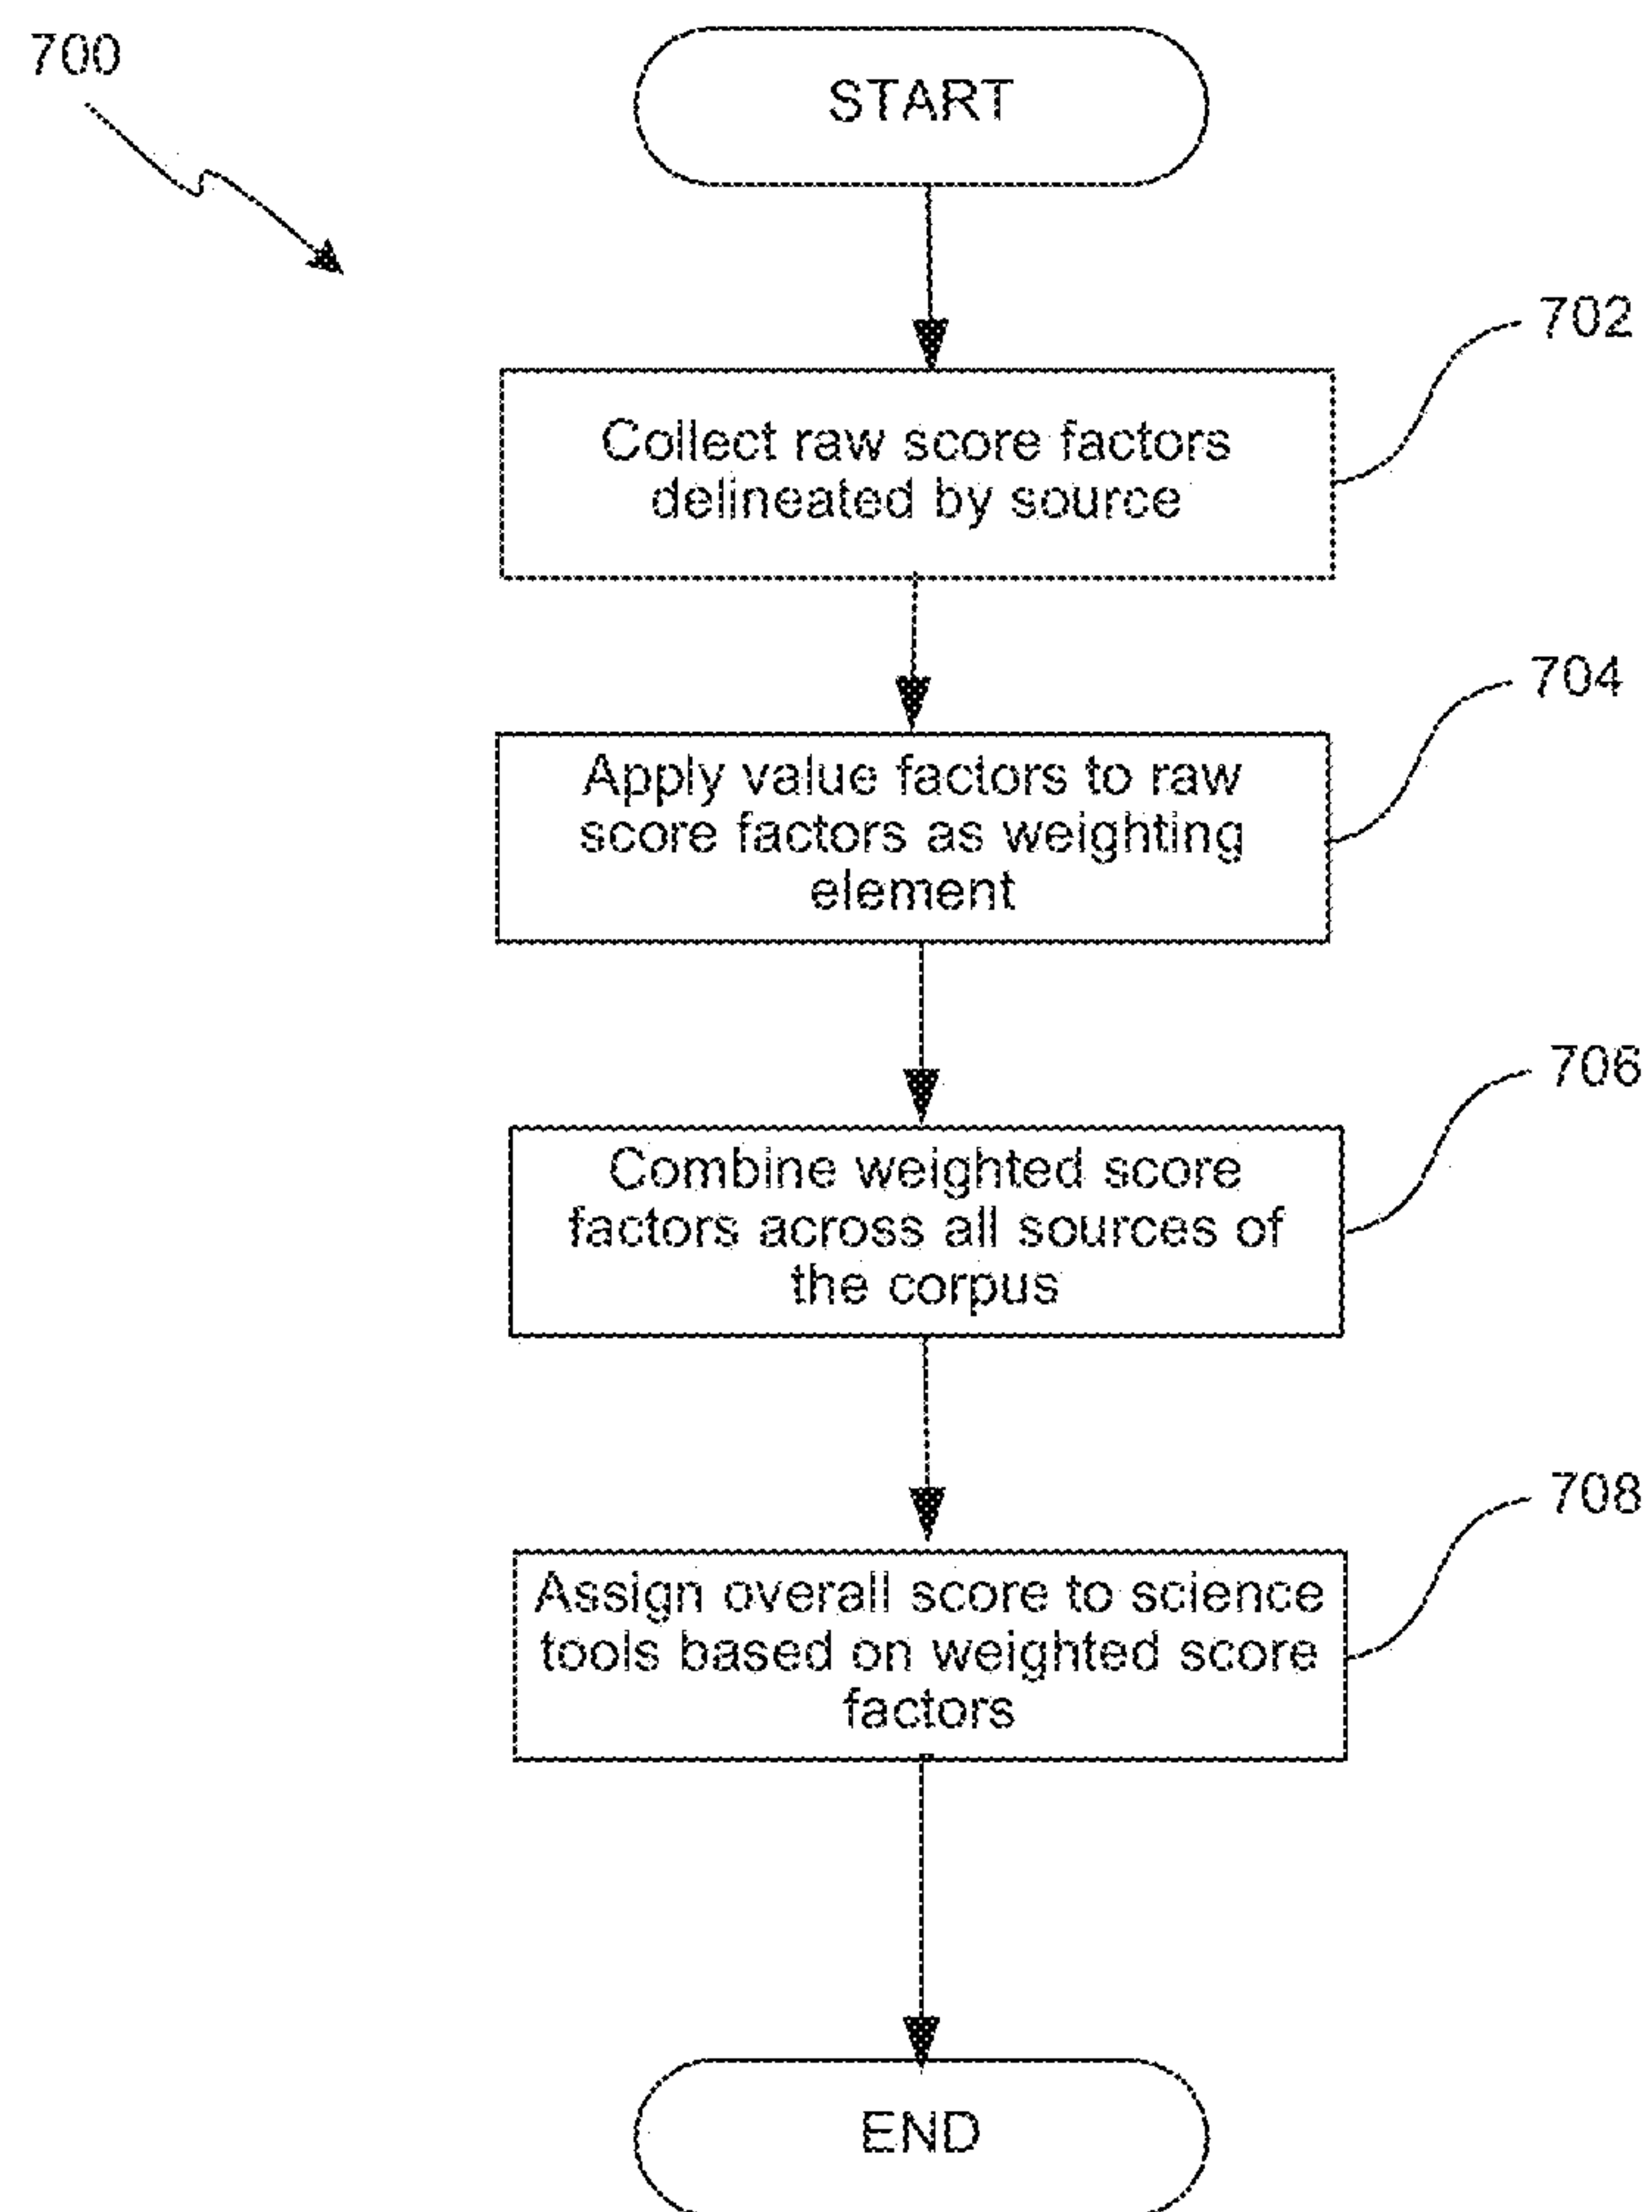 700
START
702
Collect raw score factors
delineated by source
704
Apply value factors to raw
score factors as weighting
element
706
Combine weighted score
factors across all sources of
the corpus
708
Assign overall score to science
tools based on weighted score
factors
END